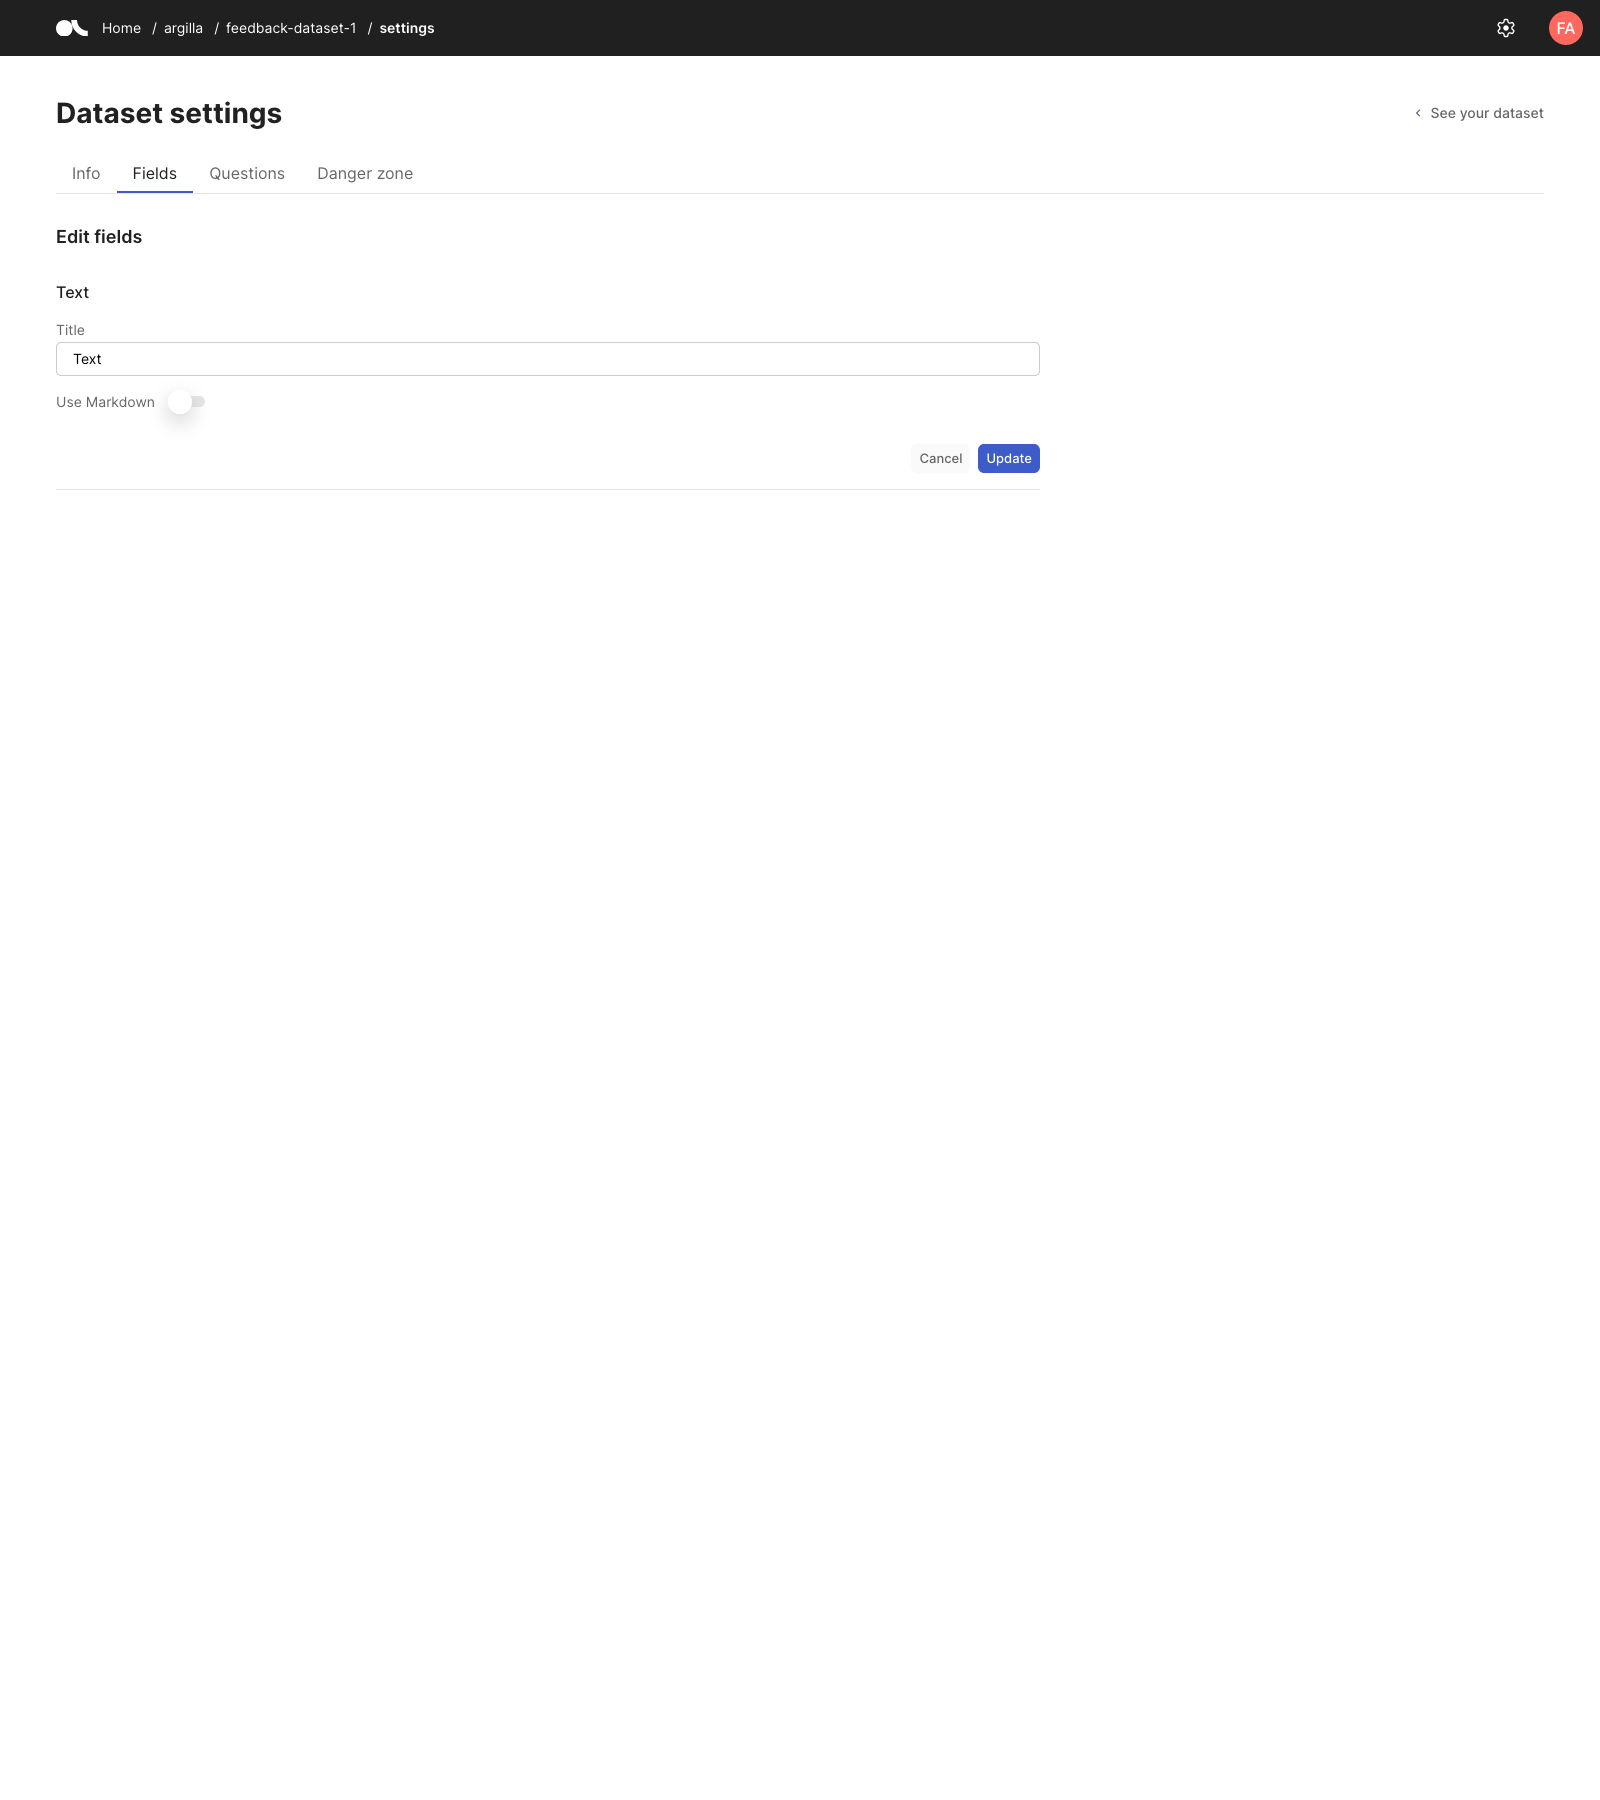 Home / argilla / feedback-dataset-1 / settings
FA
Dataset settings
See your dataset
Info Fields Questions Danger zone
Edit fields
Text
Title
Text
Use Markdown
Cancel Update